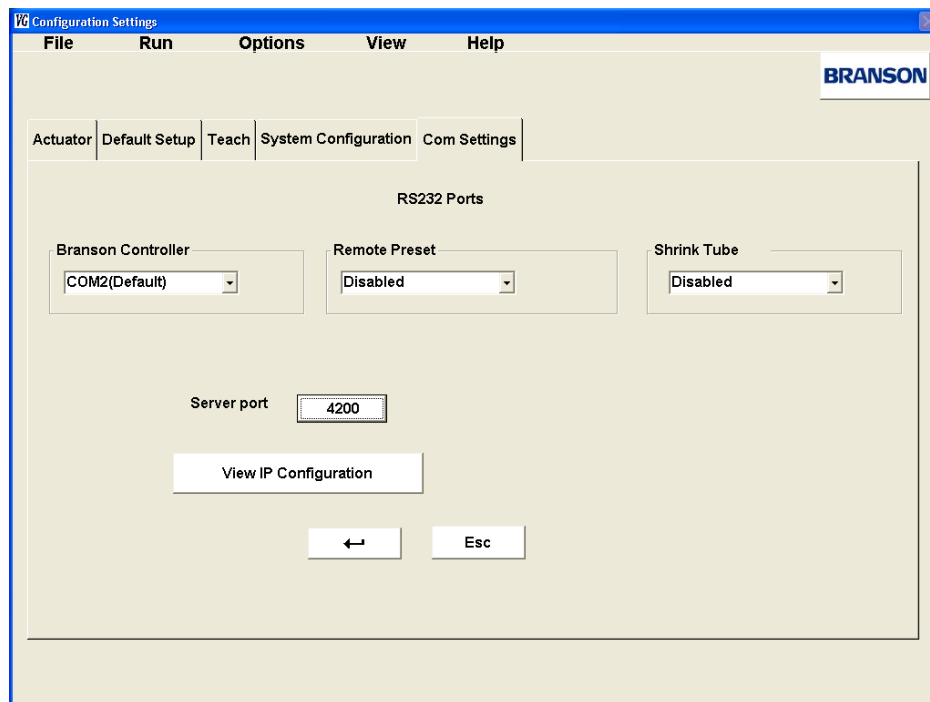 Configuration Settings
File Run Options View Help
BRANSON
Actuator Default Setup Teach System Configuration Com Settings
RS232 Ports
Branson Controller Remote Preset Shrink Tube
COM2(Default) Disabled Disabled
Server port 4200
View IP Configuration
Esc